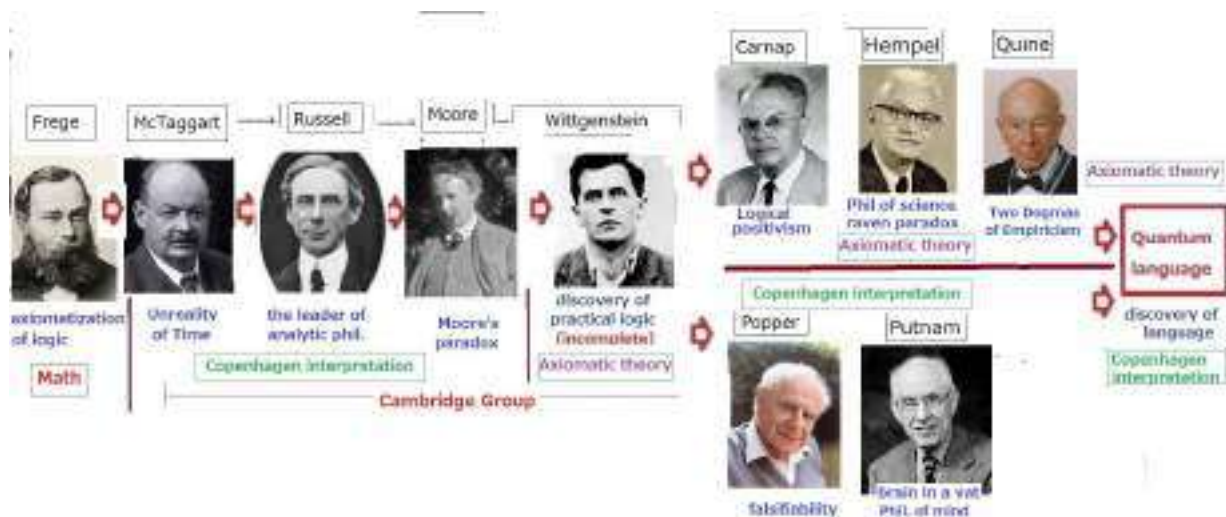 Carnap
Hempel
Quine
Frege
McTaggart
Russell
Moore
Wittgenstein
Axiomatic theory
Logical
positivism
Phil of science
raven paradox
Axiomatic theory
Two Dogmas
of Empiricism
Quantum
language
axiomatization
of logic
Math
Unreality
of Time
the leader of
analytic phil.
Moore's
paradox
discovery of
practical logic
(incomplete)
Copenhagen interpretation
Axiomatic theory
Cambridge Group
Copenhagen interpretation
Popper
Putnam
discovery of
language
Copenhagen
interpretation
falsifiability
brain in a vat
Phil. of mind